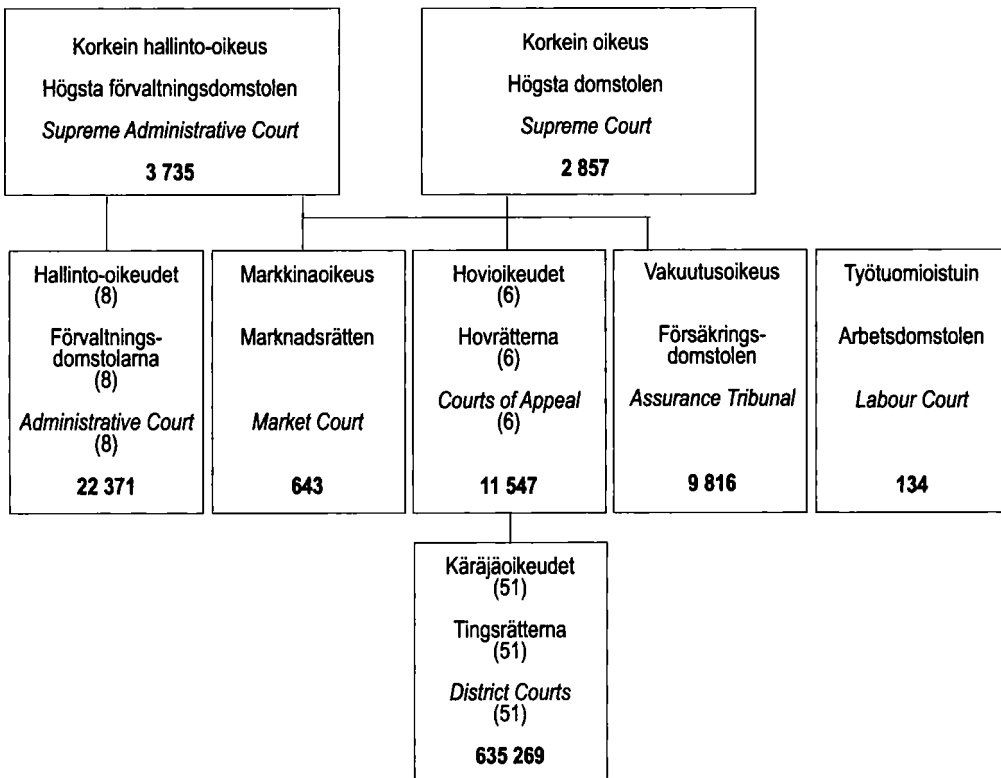 Korkein hallinto-oikeus
Högsta förvaltningsdomstolen
Supreme Administrative Court
3 735
Korkein oikeus
Högsta domstolen
Supreme Court
2 857
Hallinto-oikeudet
(8)
Förvaltnings-
domstolarna
(8)
Administrative Court
(8)
22 371
Markkinaoikeus
Marknadsrätten
Market Court
643
Hovioikeudet
(6)
Hovrätterna
(6)
Courts of Appeal
(6)
11 547
Vakuutusoikeus
Försäkrings-
domstolen
Assurance Tribunal
9 816
Työtuomioistuin
Arbetsdomstolen
Labour Court
134
Käräjäoikeudet
(51)
Tingsrätterna
(51)
District Courts
(51)
635 269